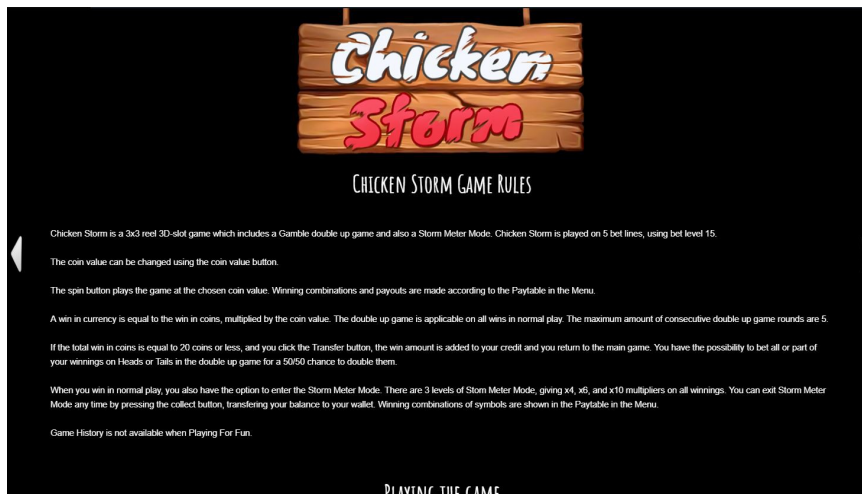 Chicken
Storm
CHICKEN STORM GAME RULES
Chicken Storm is a 3x3 reel 3D-slot game which includes a Gamble double up game and also a Storm Meter Mode. Chicken Storm is played on 5 bet lines, using bet level 15.
The coin value can be changed using the coin value button.
The spin button plays the game at the chosen coin value. Winning combinations and payouts are made according to the Paytable in the Menu.
A win in currency is equal to the win in coins, multiplied by the coin value. The double up game is applicable on all wins in normal play. The maximum amount of consecutive double up game rounds are 5.
If the total win in coins is equal to 20 coins or less, and you click the Transfer button, the win amount is added to your credit and you return to the main game. You have the possibility to bet all or part of
your winnings on Heads or Tails in the double up game for a 50/50 chance to double them.
When you win in normal play, you also have the option to enter the Storm Meter Mode. There are 3 levels of Stom Meter Mode, giving x4, x6, and x10 multipliers on all winnings. You can exit Storm Meter
Mode any time by pressing the collect button, transfering your balance to your wallet. Winning combinations of symbols are shown in the Paytable in the Menu.
Game History is not available when Playing For Fun.
PLAYING THE GAME